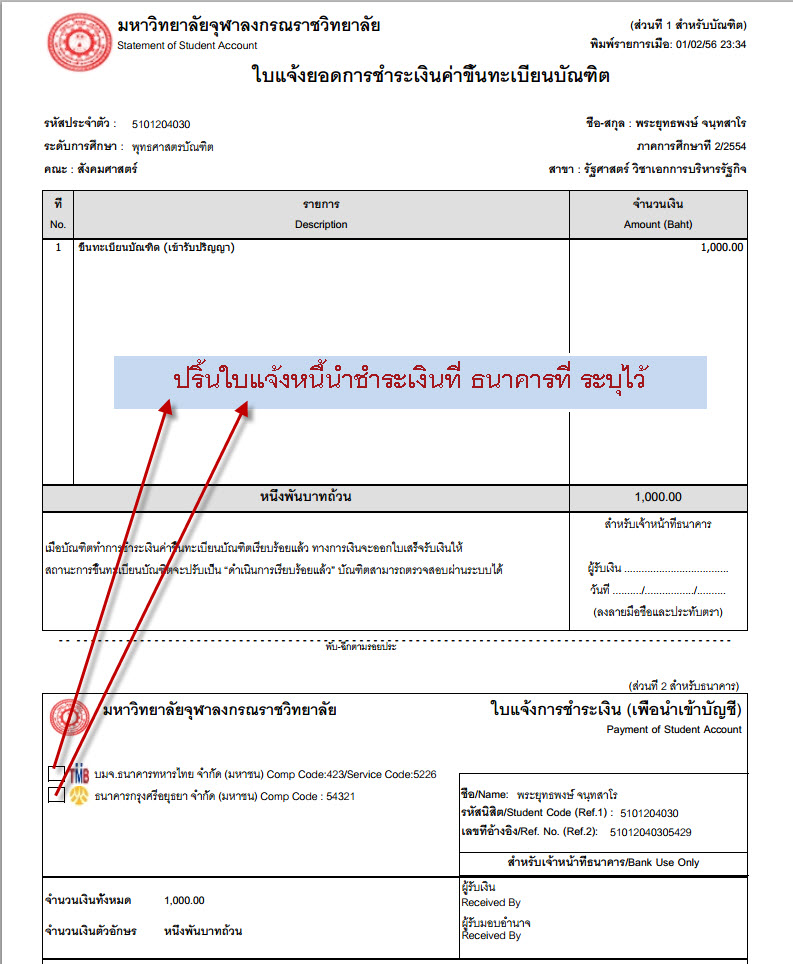 มหาวิทยาลัยจุฬาลงกรณราชวิทยาลัย
(ส่วนที่ 1 สำหรับบัณฑิต)
Statement of Student Account
พิมพ์รายการเมื่อ: 01/02/56 23:34
ใบแจ้งยอดการชำระเงินค่าขึ้นทะเบียนบัณฑิต
รหัสประจำตัว : 5101204030
ชื่อ-สกุล : พระยุทธพงษ์ จนฺทสาโร
ระดับการศึกษา : พุทธศาสตรบัณฑิต
ภาคการศึกษาที่ 2/2554
คณะ : สังคมศาสตร์
สาขา : รัฐศาสตร์ วิชาเอกการบริหารรัฐกิจ
ที่ รายการ จำนวนเงิน
No. Description Amount (Baht)
1 ขึ้นทะเบียนบัณฑิต (เข้ารับปริญญา) 1,000.00
ปริ้นใบแจ้งหนี้นำชำระเงินที่ ธนาคารที่ ระบุไว้
หนึ่งพันบาทถ้วน 1,000.00
สำหรับเจ้าหน้าที่ธนาคาร
เมื่อบัณฑิตทำการชำระเงินค่าขึ้นทะเบียนบัณฑิตเรียบร้อยแล้ว ทางการเงินจะออกใบเสร็จรับเงินให้
สถานะการขึ้นทะเบียนบัณฑิตจะปรับเป็น "ดำเนินการเรียบร้อยแล้ว" บัณฑิตสามารถตรวจสอบผ่านระบบได้
ผู้รับเงิน ....................................
วันที่ ........../................/..........
(ลงลายมือชื่อและประทับตรา)
พับ-ฉีกตามรอยประ
(ส่วนที่ 2 สำหรับธนาคาร)
มหาวิทยาลัยจุฬาลงกรณราชวิทยาลัย
ใบแจ้งการชำระเงิน (เพื่อนำเข้าบัญชี)
Payment of Student Account
TMB บมจ.ธนาคารทหารไทย จำกัด (มหาชน) Comp Code:423/Service Code:5226
ธนาคารกรุงศรีอยุธยา จำกัด (มหาชน) Comp Code : 54321
ชื่อ/Name: พระยุทธพงษ์ จนฺทสาโร
รหัสนิสิต/Student Code (Ref.1) : 5101204030
เลขที่อ้างอิง/Ref. No. (Ref.2): 51012040305429
สำหรับเจ้าหน้าที่ธนาคาร/Bank Use Only
จำนวนเงินทั้งหมด 1,000.00
ผู้รับเงิน
Received By
จำนวนเงินตัวอักษร หนึ่งพันบาทถ้วน
ผู้รับมอบอำนาจ
Received By